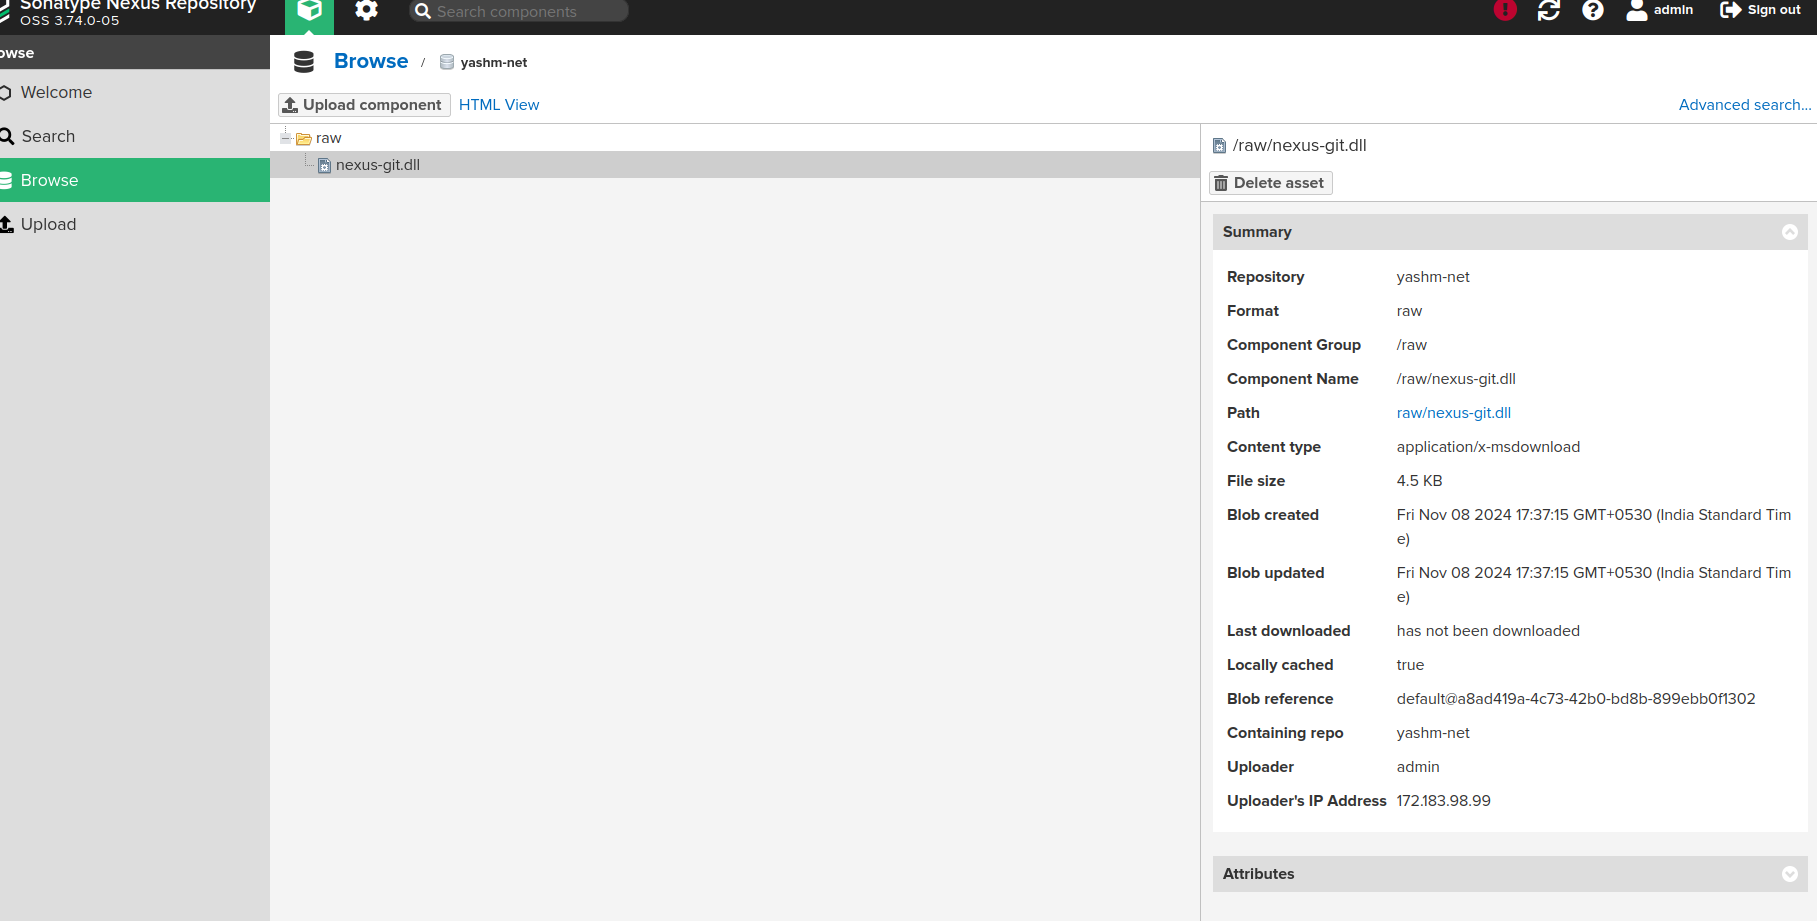 Sonatype Nexus Repository
OSS 3.74.0-05
Search components
admin
Sign out
owse
Welcome
Search
Browse
Upload
Browse / yashm-net
Upload component
HTML View
Advanced search...
raw
nexus-git.dll
/raw/nexus-git.dll
Delete asset
Summary
Repository yashm-net
Format raw
Component Group /raw
Component Name /raw/nexus-git.dll
Path raw/nexus-git.dll
Content type application/x-msdownload
File size 4.5 KB
Blob created Fri Nov 08 2024 17:37:15 GMT+0530 (India Standard Tim
e)
Blob updated Fri Nov 08 2024 17:37:15 GMT+0530 (India Standard Tim
e)
Last downloaded has not been downloaded
Locally cached true
Blob reference default@a8ad419a-4c73-42b0-bd8b-899ebb0f1302
Containing repo yashm-net
Uploader admin
Uploader's IP Address 172.183.98.99
Attributes